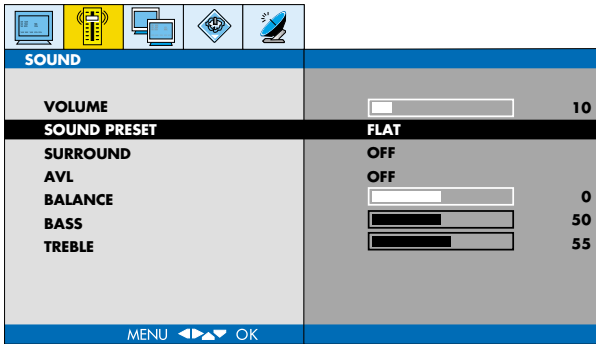 SOUND
VOLUME 10
SOUND PRESET FLAT
SURROUND OFF
AVL OFF
BALANCE 0
BASS 50
TREBLE 55
MENU OK